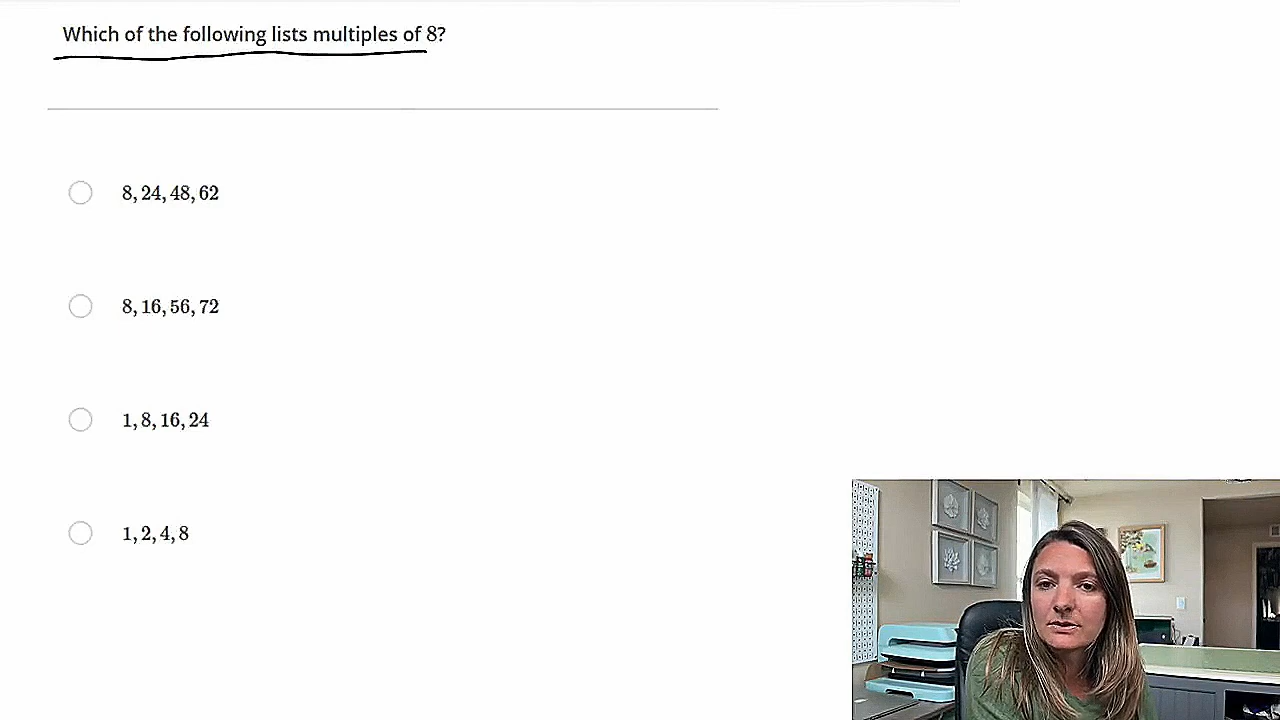 Which of the following lists multiples of 8?
8, 24, 48, 62
8, 16, 56, 72
1, 8, 16, 24
1, 2, 4, 8